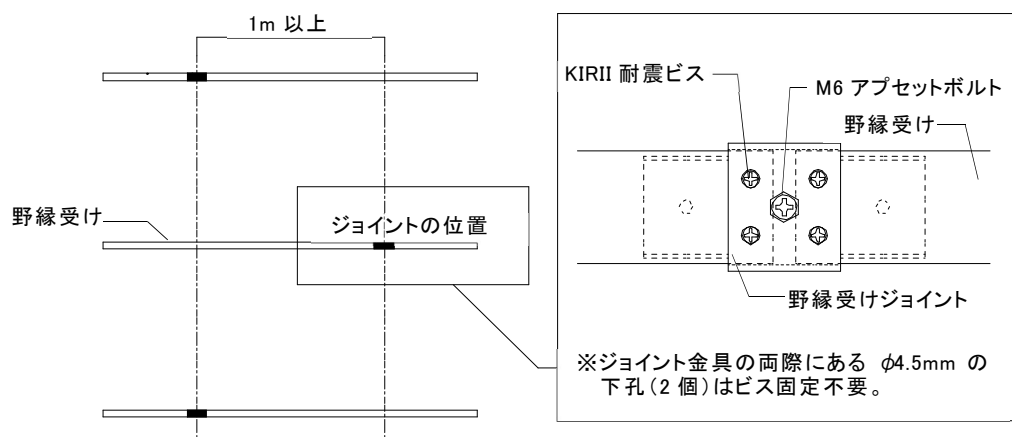 1m 以上
野縁受け
ジョイントの位置
KIRII 耐震ビス
M6 アプセットボルト
野縁受け
野縁受けジョイント
※ジョイント金具の両際にある φ4.5mm の
下孔(2 個)はビス固定不要。